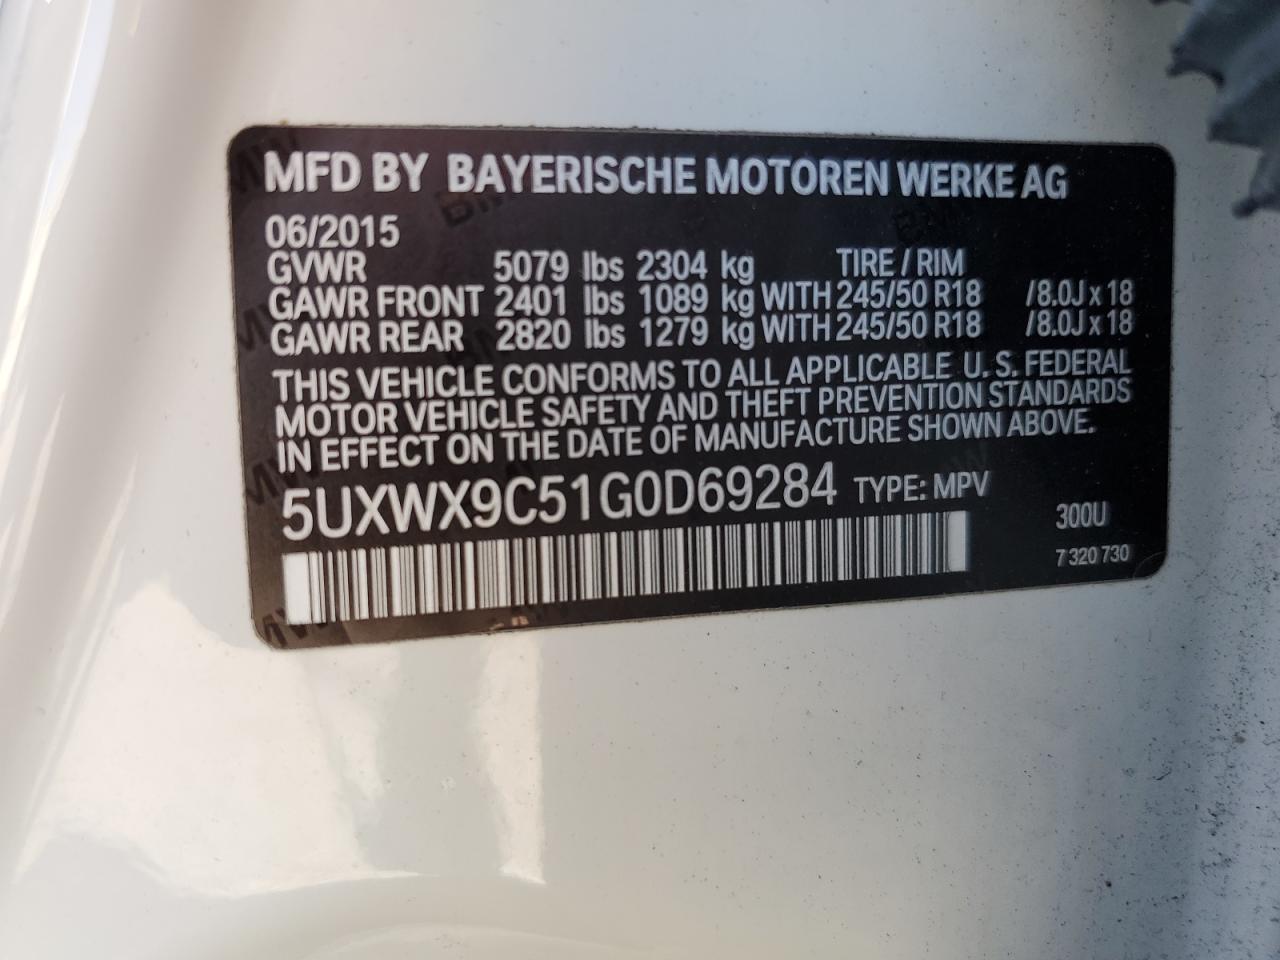 MFD BY BAYERISCHE MOTOREN WERKE AG
06/2015
GVWR 5079 lbs 2304 kg TIRE / RIM
GAWR FRONT 2401 lbs 1089 kg WITH 245/50 R18 /8.0J x 18
GAWR REAR 2820 lbs 1279 kg WITH 245/50 R18 /8.0J x 18
THIS VEHICLE CONFORMS TO ALL APPLICABLE U.S. FEDERAL
MOTOR VEHICLE SAFETY AND THEFT PREVENTION STANDARDS
IN EFFECT ON THE DATE OF MANUFACTURE SHOWN ABOVE.
5UXWX9C51G0D69284 TYPE: MPV
300U
7 320 730